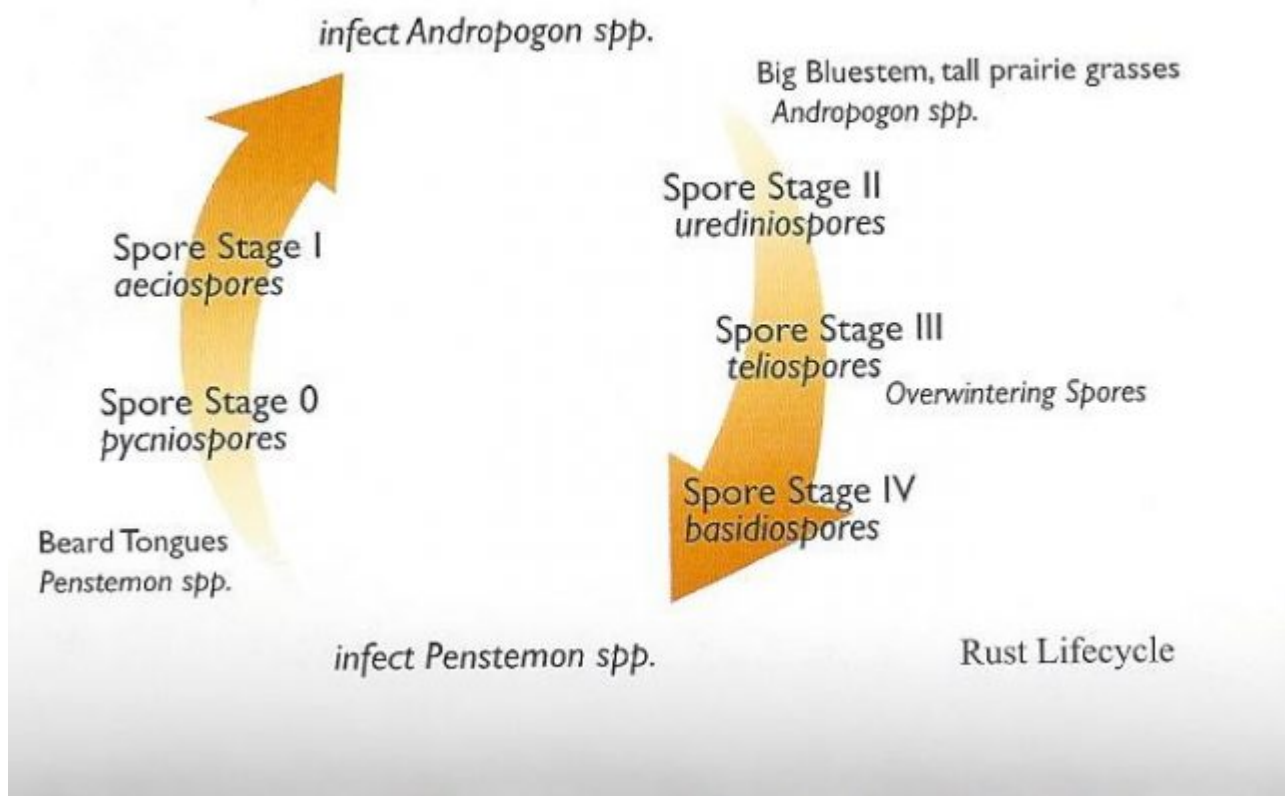 infect Andropogon spp.
Big Bluestem, tall prairie grasses
Andropogon spp.
Spore Stage II
urediniospores
Spore Stage I
aeciospores
Spore Stage III
teliospores
Overwintering Spores
Spore Stage 0
pycniospores
Spore Stage IV
basidiospores
Beard Tongues
Penstemon spp.
infect Penstemon spp.
Rust Lifecycle